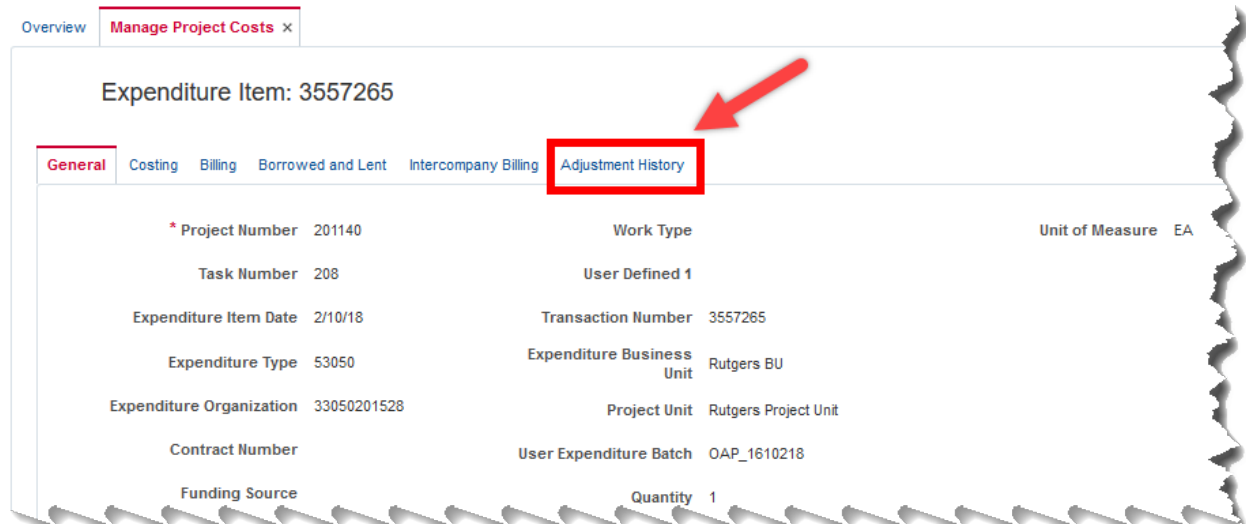 Overview Manage Project Costs ×
Expenditure Item: 3557265
General Costing Billing Borrowed and Lent Intercompany Billing Adjustment History
* Project Number 201140 Work Type Unit of Measure EA
Task Number 208 User Defined 1
Expenditure Item Date 2/10/18 Transaction Number 3557265
Expenditure Type 53050 Expenditure Business Unit Rutgers BU
Expenditure Organization 33050201528 Project Unit Rutgers Project Unit
Contract Number User Expenditure Batch OAP_1610218
Funding Source Quantity 1